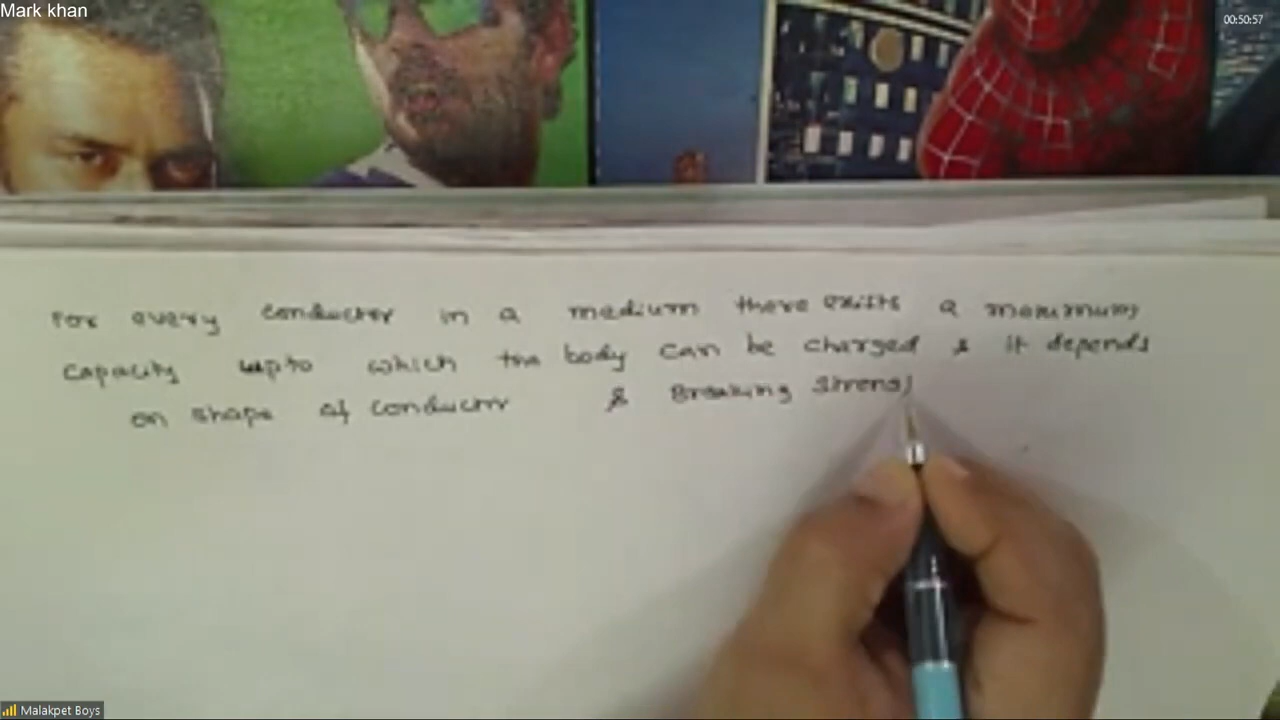 Mark khan
00:50:57
For every conductor in a medium there exists a maximum
capacity upto which the body can be charged & it depends
on shape of conductor & Breaking Streng
Malakpet Boys